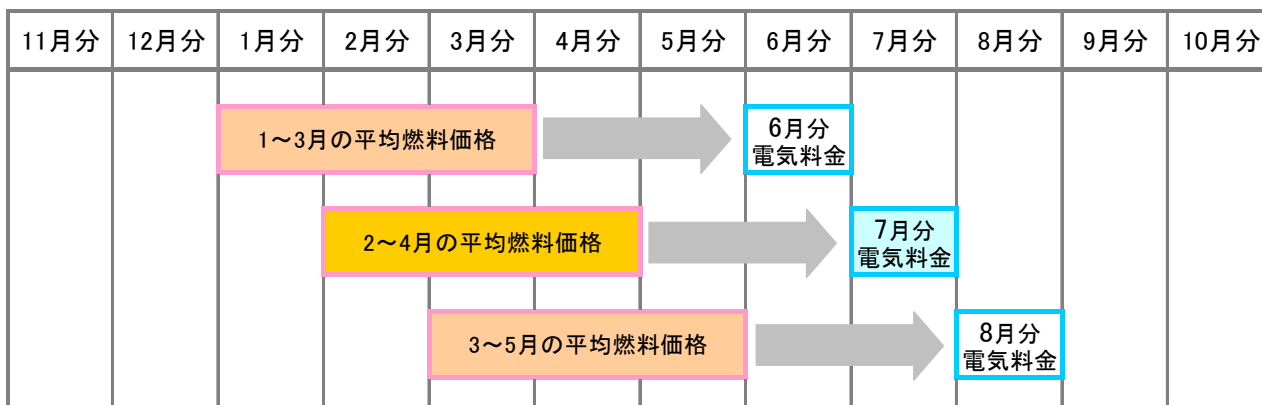 11月分 12月分 1月分 2月分 3月分 4月分 5月分 6月分 7月分 8月分 9月分 10月分
1～3月の平均燃料価格
6月分
電気料金
2～4月の平均燃料価格
7月分
電気料金
3～5月の平均燃料価格
8月分
電気料金